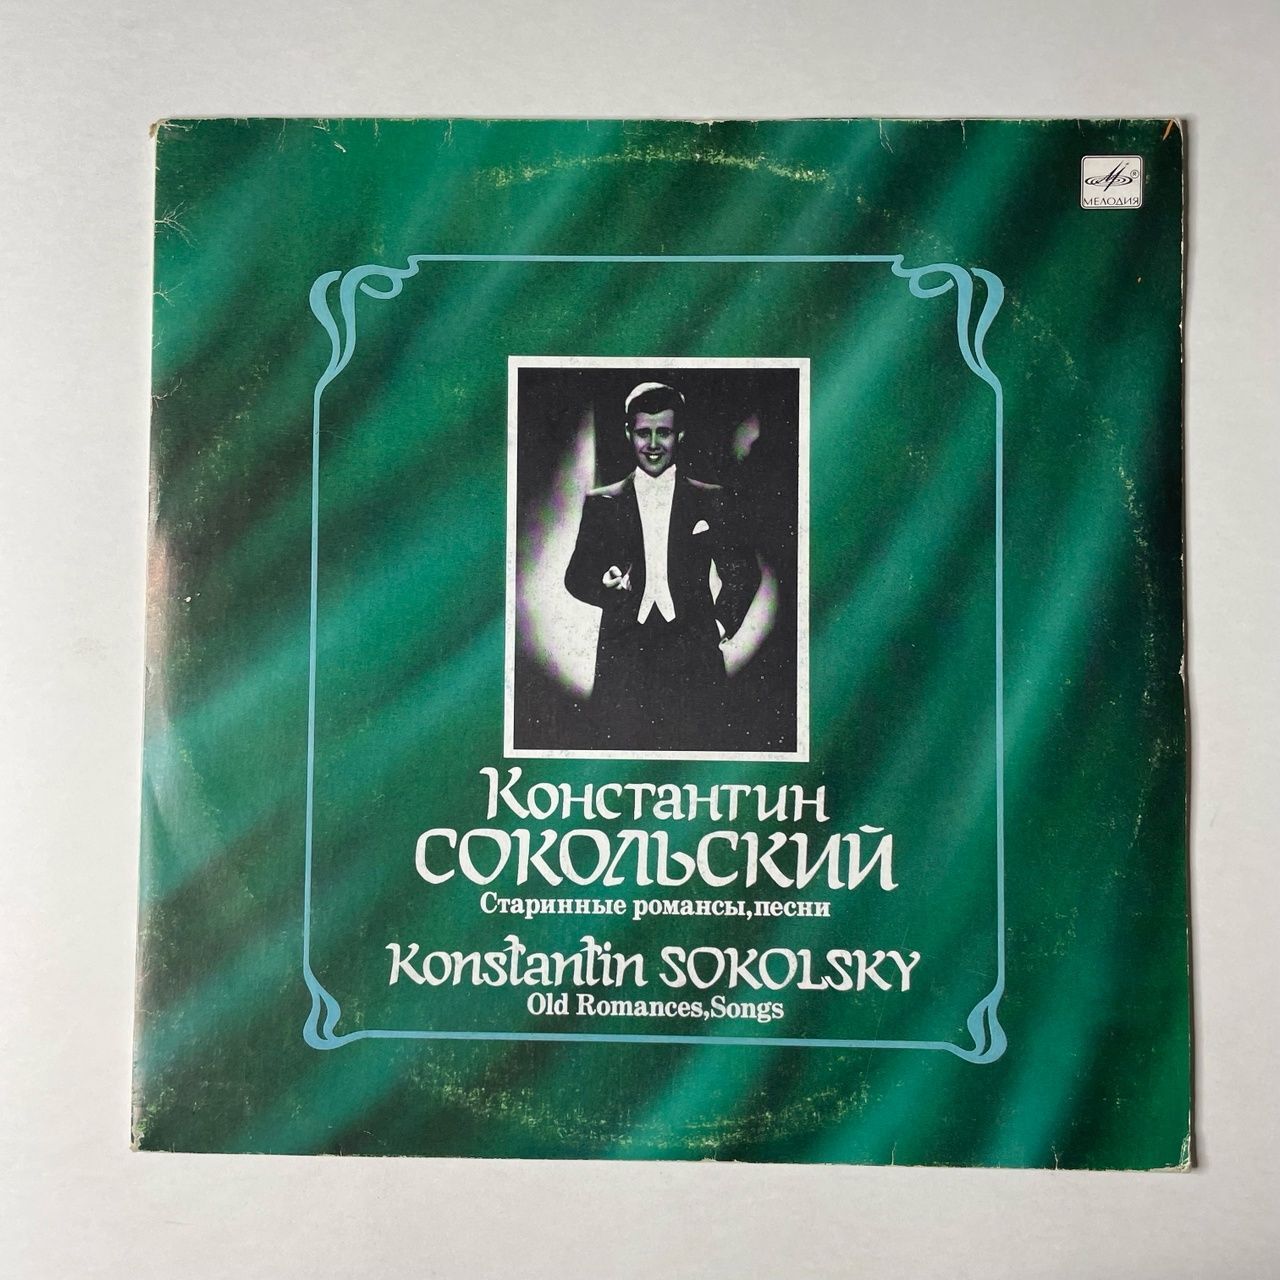 МЕЛОДИЯ
Константин
СОКОЛЬСКИЙ
Старинные романсы,песни
Konstantin SOKOLSKY
Old Romances,Songs